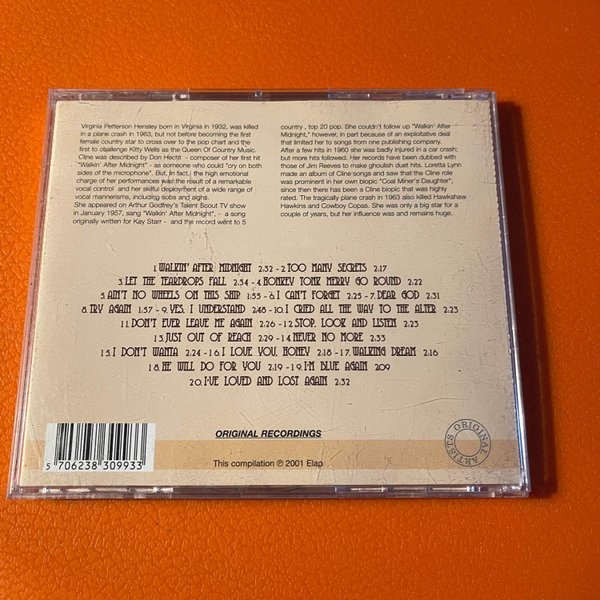 Virginia Petterson Hensley born in Virginia in 1932, was killed
in a plane crash in 1963, but not before becoming the first
female country star to cross over to the pop chart and the
first to challenge Kitty Wells as the Queen Of Country Music.
Cline was described by Don Hecht - composer of her first hit
"Walkin' After Midnight" - as someone who could "cry on both
sides of the microphone". But, in fact, the high emotional
charge of her performances was the result of a remarkable
vocal control and her skilful deployment of a wide range of
vocal mannerisms, including sobs and sighs.
She appeared on Arthur Godfrey's Talent Scout TV show
in January 1957, sang "Walkin' After Midnight", - a song
originally written for Kay Starr - and the record went to 5
country , top 20 pop. She couldn't follow up "Walkin' After
Midnight," however, in part because of an exploitative deal
that limited her to songs from one publishing company.
After a few hits in 1960 she was badly injured in a car crash;
but more hits followed. Her records have been dubbed with
those of Jim Reeves to make ghoulish duet hits. Loretta Lynn
made an album of Cline songs and saw that the Cline role
was prominent in her own biopic "Coal Miner's Daughter";
since then there has been a Cline biopic that was highly
rated. The tragically plane crash in 1963 also killed Hawkshaw
Hawkins and Cowboy Copas. She was only a big star for a
couple of years, but her influence was and remains huge.
1. WALKIN' AFTER MIDNIGHT 2:32 - 2. TOO MANY SECRETS 2:17
3. LET THE TEARDROPS FALL 2:34 - 4. HONKEY TONK MERRY GO ROUND 2:22
5. AIN'T NO WHEELS ON THIS SHIP 1:55 - 6. I CAN'T FORGET 2:25 - 7. DEAR GOD 2:31
8. TRY AGAIN 1:57 - 9. YES, I UNDERSTAND 2:48 - 10. I CRIED ALL THE WAY TO THE ALTER 2:23
11. DON'T EVER LEAVE ME AGAIN 2:26 - 12. STOP, LOOK AND LISTEN 2:23
13. JUST OUT OF REACH 2:29 - 14. NEVER NO MORE 2:33
15. I DON'T WANTA 2:24 - 16. I LOVE YOU, HONEY 2:18 - 17. WALKING DREAM 2:16
18. HE WILL DO FOR YOU 2:19 - 19. I'M BLUE AGAIN 2:09
20. I'VE LOVED AND LOST AGAIN 2:32
ORIGINAL RECORDINGS
This compilation ℗ 2001 Elap
5 706238 309933
ORIGINAL ARTISTS